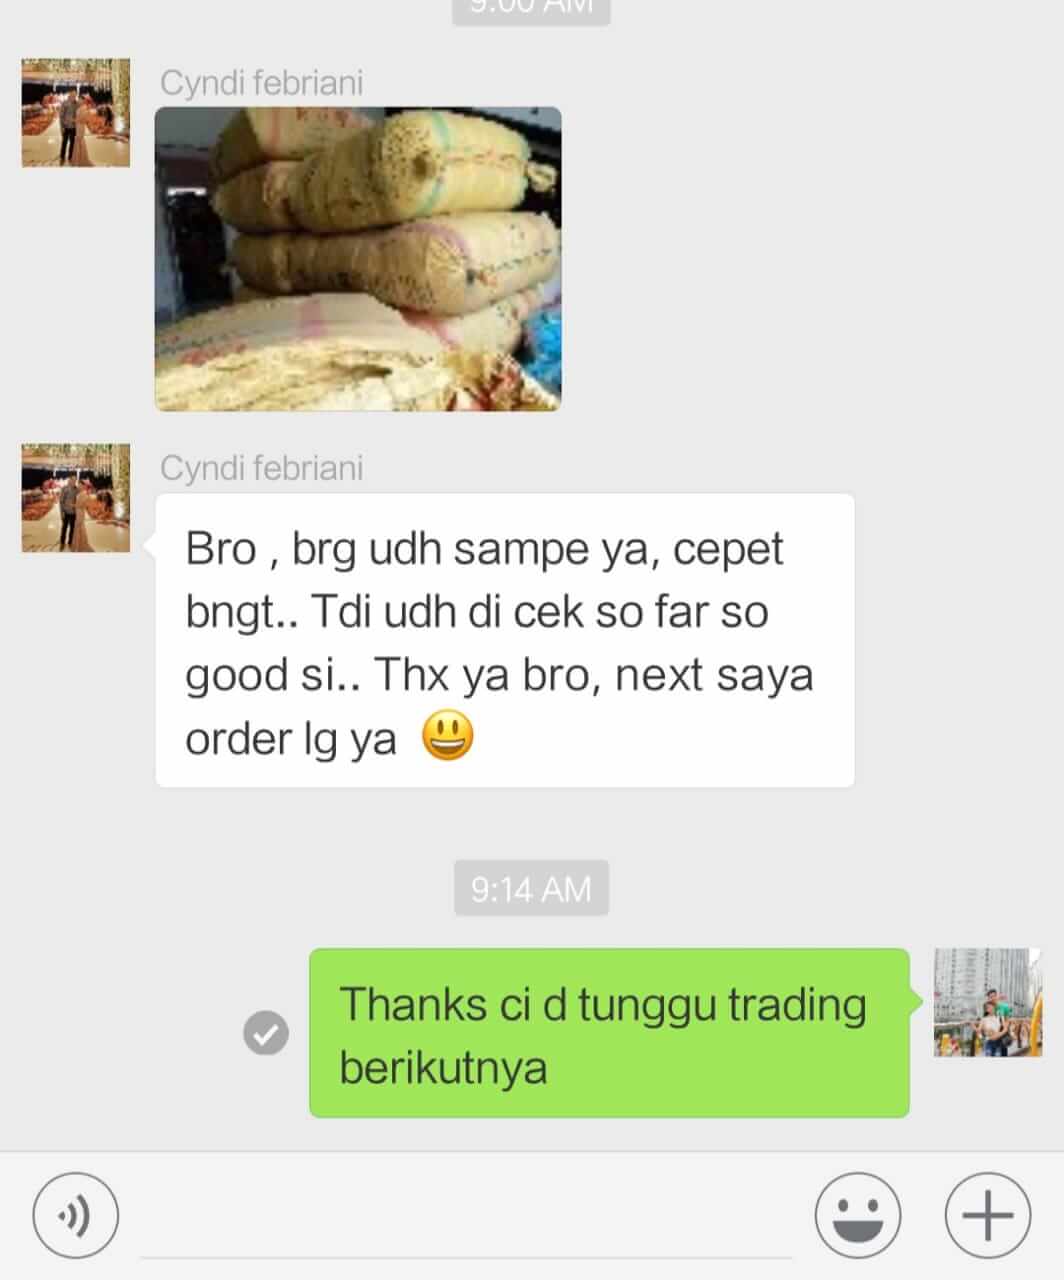 9:00 AM
Cyndi febriani
Cyndi febriani
Bro , brg udh sampe ya, cepet
bngt.. Tdi udh di cek so far so
good si.. Thx ya bro, next saya
order lg ya 😃
9:14 AM
Thanks ci d tunggu trading
berikutnya